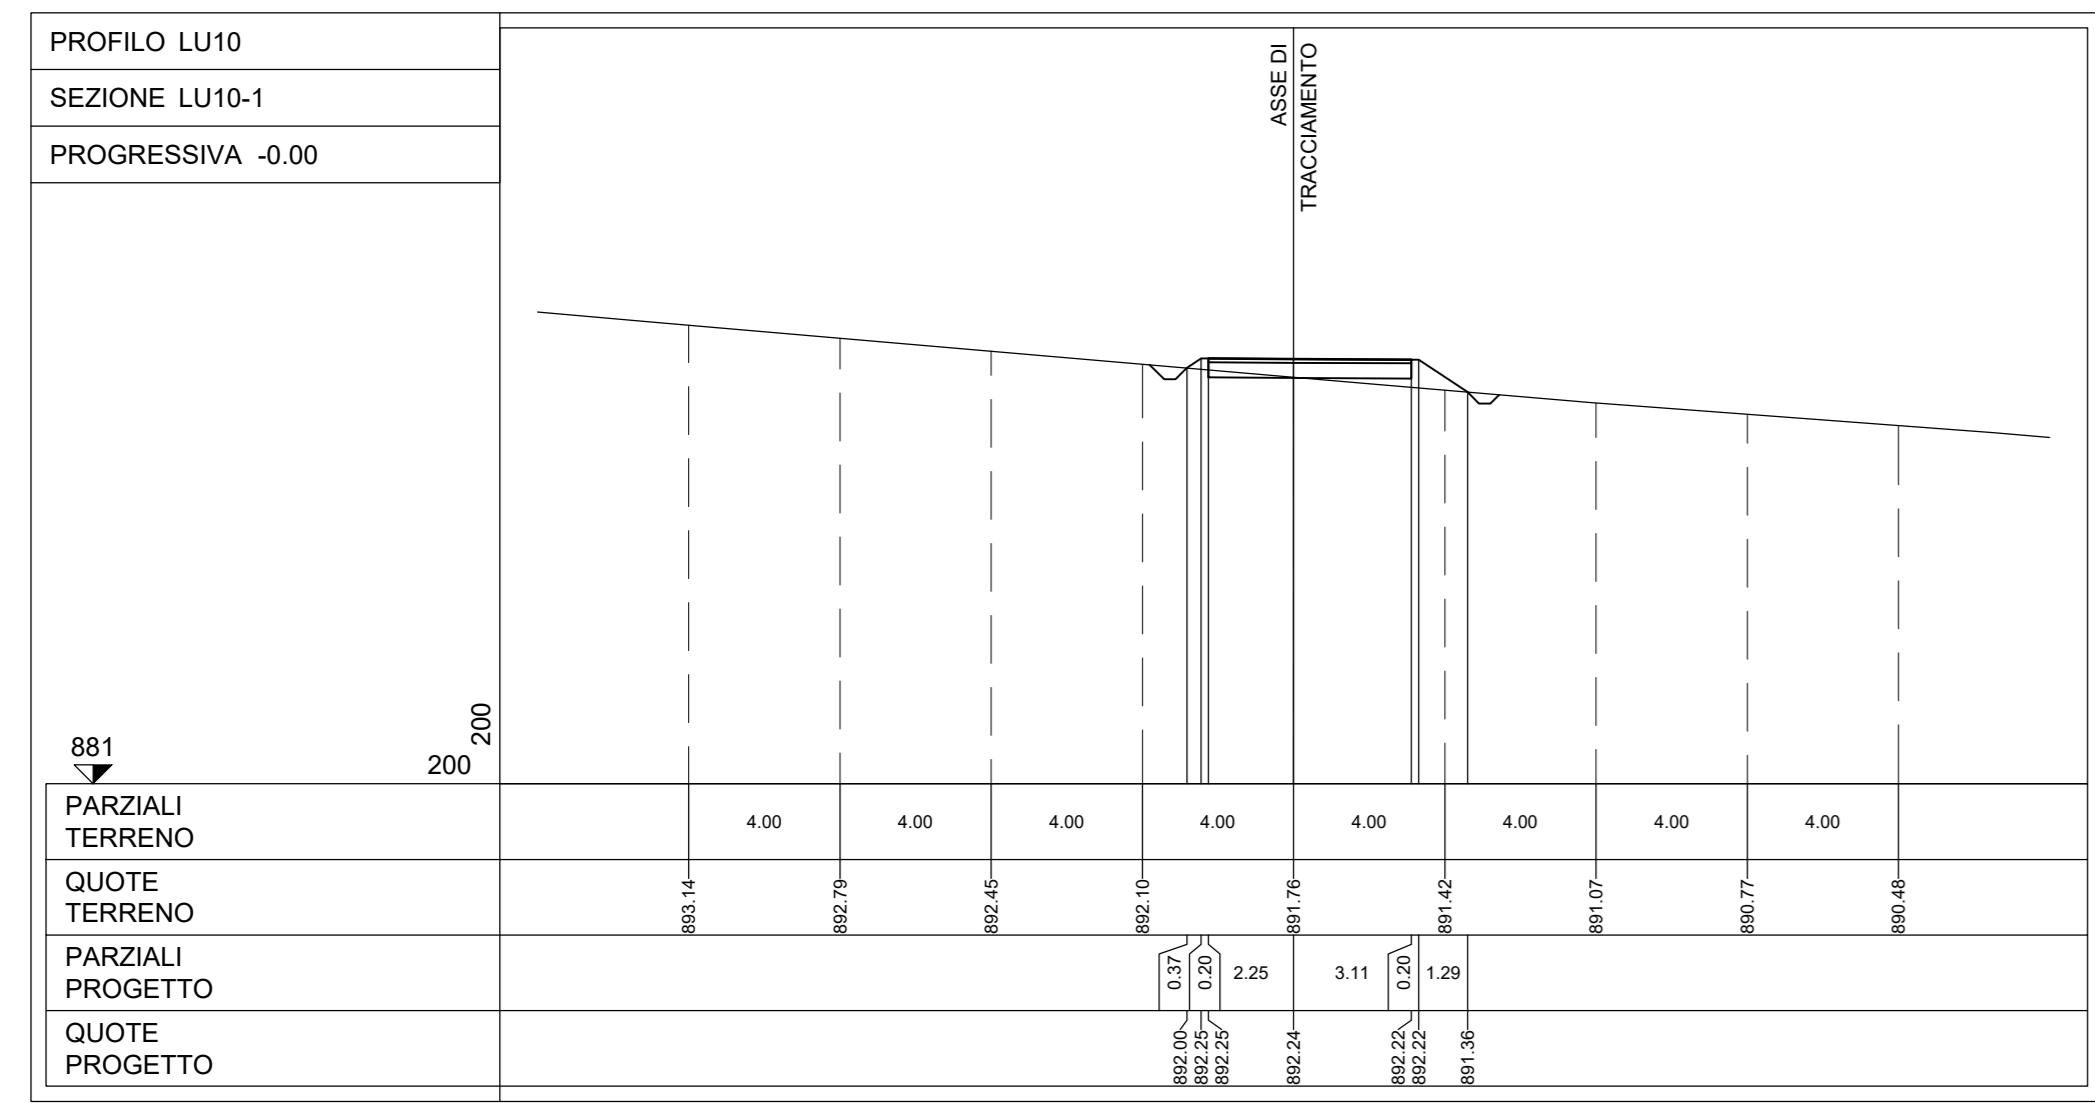 PROFILO LU10
SEZIONE LU10-1
PROGRESSIVA -0.00
ASSE DI
TRACCIAMENTO
881
200
200
PARZIALI
TERRENO
4.00 4.00 4.00 4.00 4.00 4.00 4.00 4.00
QUOTE
TERRENO
893.14 892.79 892.45 892.10 891.76 891.42 891.07 890.77 890.48
PARZIALI
PROGETTO
0.37 0.20 2.25 3.11 0.20 1.29
QUOTE
PROGETTO
892.00 892.25 892.25 892.24 892.22 892.22 891.36